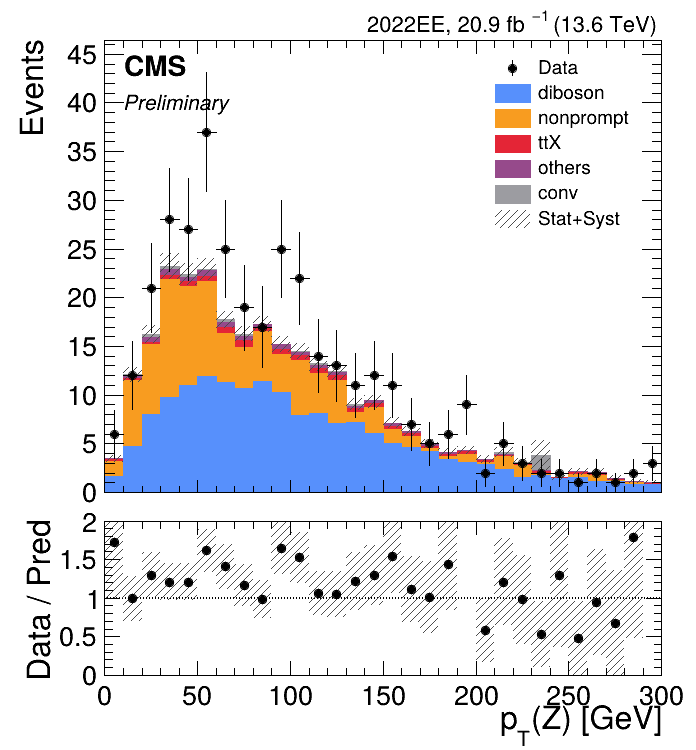 2022EE, 20.9 fb⁻¹ (13.6 TeV)
CMS
Preliminary
Events
45
40
35
30
25
20
15
10
5
0
Data
diboson
nonprompt
ttX
others
conv
Stat+Syst
Data / Pred
2
1.5
1
0.5
0
0 50 100 150 200 250 300
p_T(Z) [GeV]